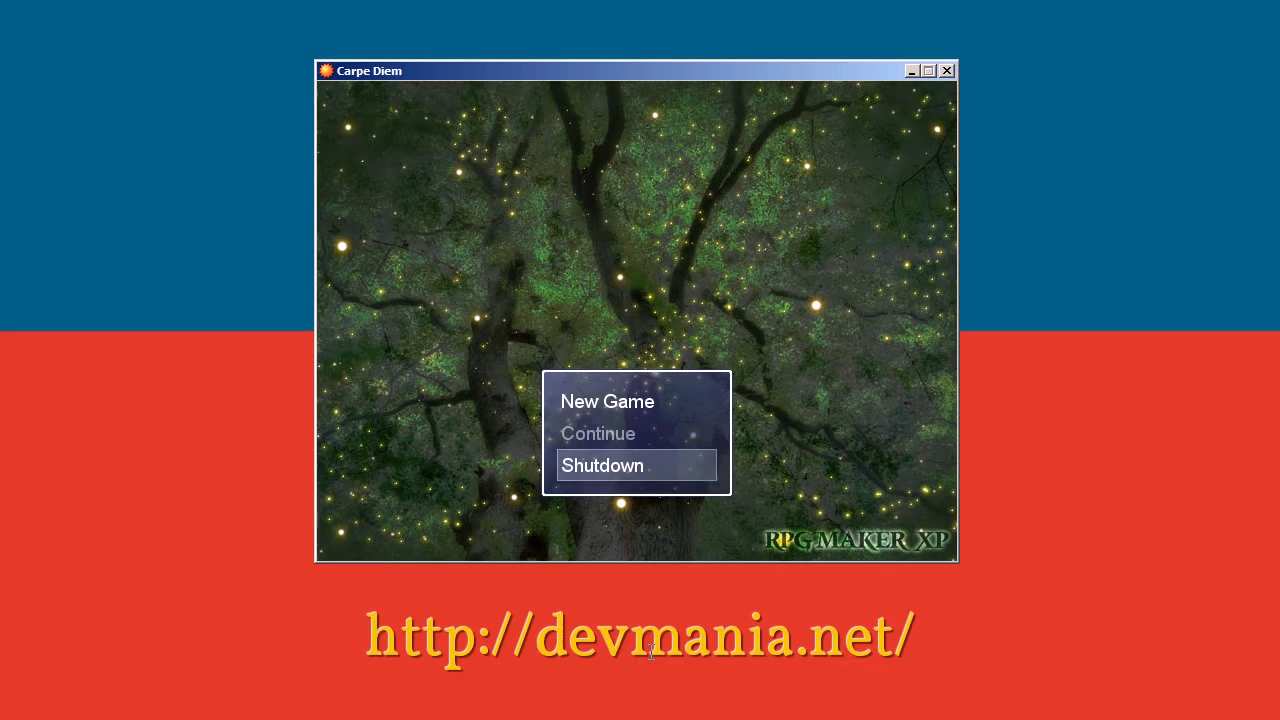 Carpe Diem
New Game
Continue
Shutdown
RPG MAKER XP
http://devmania.net/